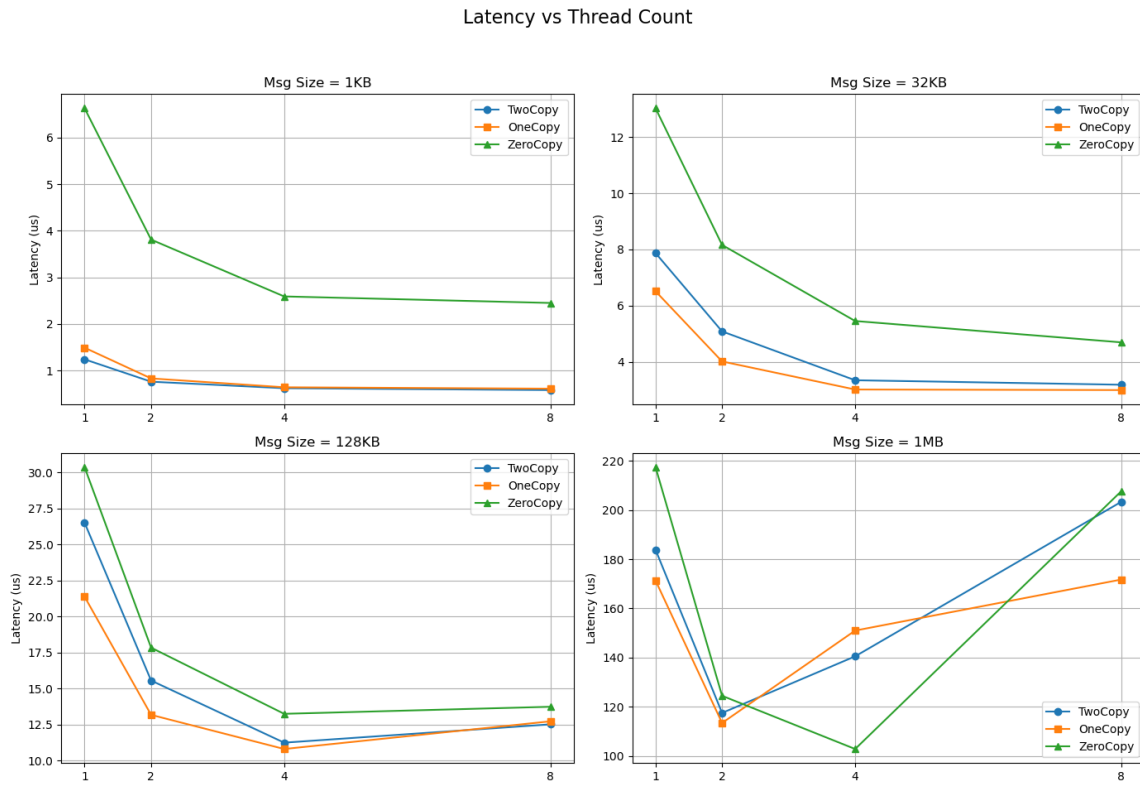 Latency vs Thread Count
Msg Size = 1KB
Latency (us)
6
5
4
3
2
1
1 2 4 8
TwoCopy
OneCopy
ZeroCopy
Msg Size = 32KB
Latency (us)
12
10
8
6
4
1 2 4 8
TwoCopy
OneCopy
ZeroCopy
Msg Size = 128KB
Latency (us)
30.0
27.5
25.0
22.5
20.0
17.5
15.0
12.5
10.0
1 2 4 8
TwoCopy
OneCopy
ZeroCopy
Msg Size = 1MB
Latency (us)
220
200
180
160
140
120
100
1 2 4 8
TwoCopy
OneCopy
ZeroCopy